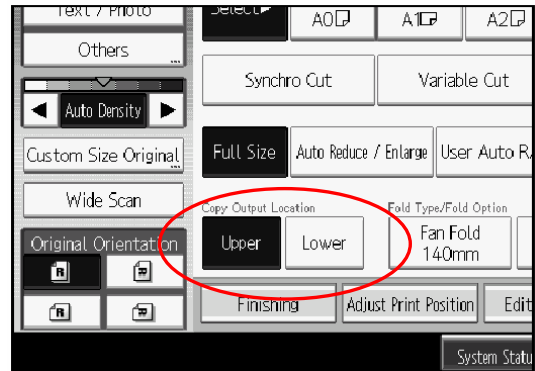 Text / Photo
Others
Auto Density
Custom Size Original
Wide Scan
Original Orientation
R
R
R
R
Select►
A0
A1
A2
Synchro Cut
Variable Cut
Full Size
Auto Reduce / Enlarge
User Auto R
Copy Output Location
Upper
Lower
Fold Type/Fold Option
Fan Fold
140mm
Finishing
Adjust Print Position
Edit
System Statu